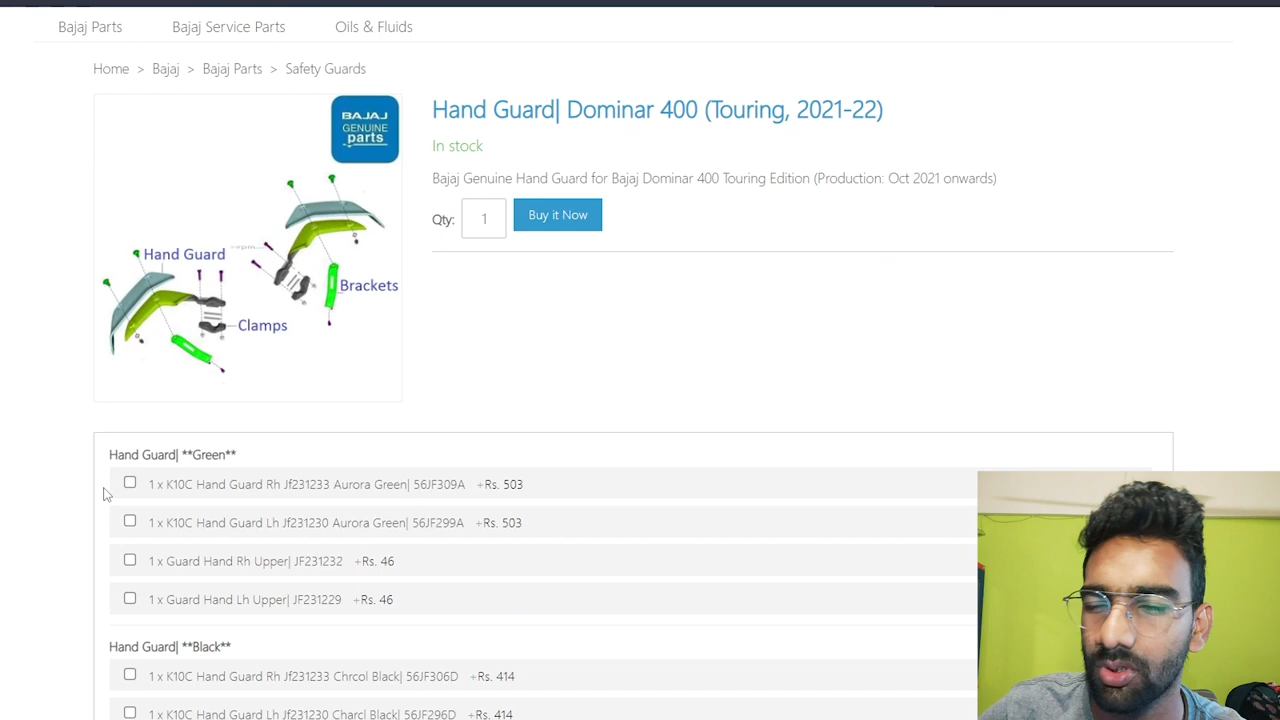 Bajaj Parts Bajaj Service Parts Oils & Fluids
Home > Bajaj > Bajaj Parts > Safety Guards
BAJAJ
GENUINE
parts
Hand Guard
Brackets
Clamps
Hand Guard| Dominar 400 (Touring, 2021-22)
In stock
Bajaj Genuine Hand Guard for Bajaj Dominar 400 Touring Edition (Production: Oct 2021 onwards)
Qty: 1 Buy it Now
Hand Guard| **Green**
1 x K10C Hand Guard Rh Jf231233 Aurora Green| 56JF309A +Rs. 503
1 x K10C Hand Guard Lh Jf231230 Aurora Green| 56JF299A +Rs. 503
1 x Guard Hand Rh Upper| JF231232 +Rs. 46
1 x Guard Hand Lh Upper| JF231229 +Rs. 46
Hand Guard| **Black**
1 x K10C Hand Guard Rh Jf231233 Chrcol Black| 56JF306D +Rs. 414
1 x K10C Hand Guard Lh Jf231230 Charcl Black| 56JF296D +Rs. 414